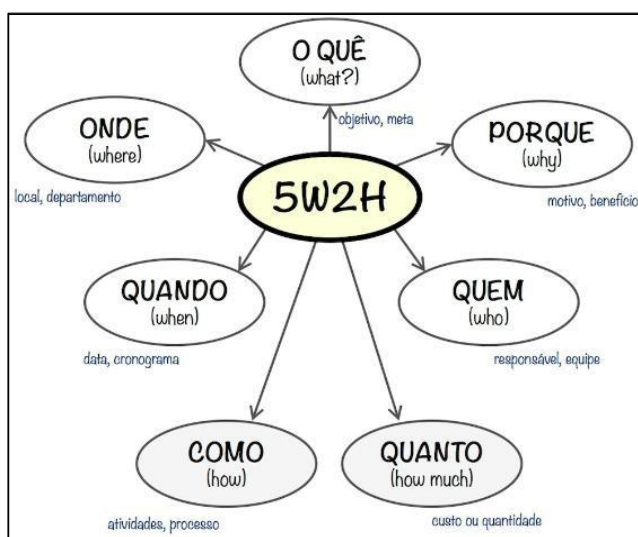 O QUÊ
(what?)
objetivo, meta
ONDE
(where)
local, departamento
PORQUE
(why)
motivo, benefício
5W2H
QUANDO
(when)
data, cronograma
QUEM
(who)
responsável, equipe
COMO
(how)
atividades, processo
QUANTO
(how much)
custo ou quantidade